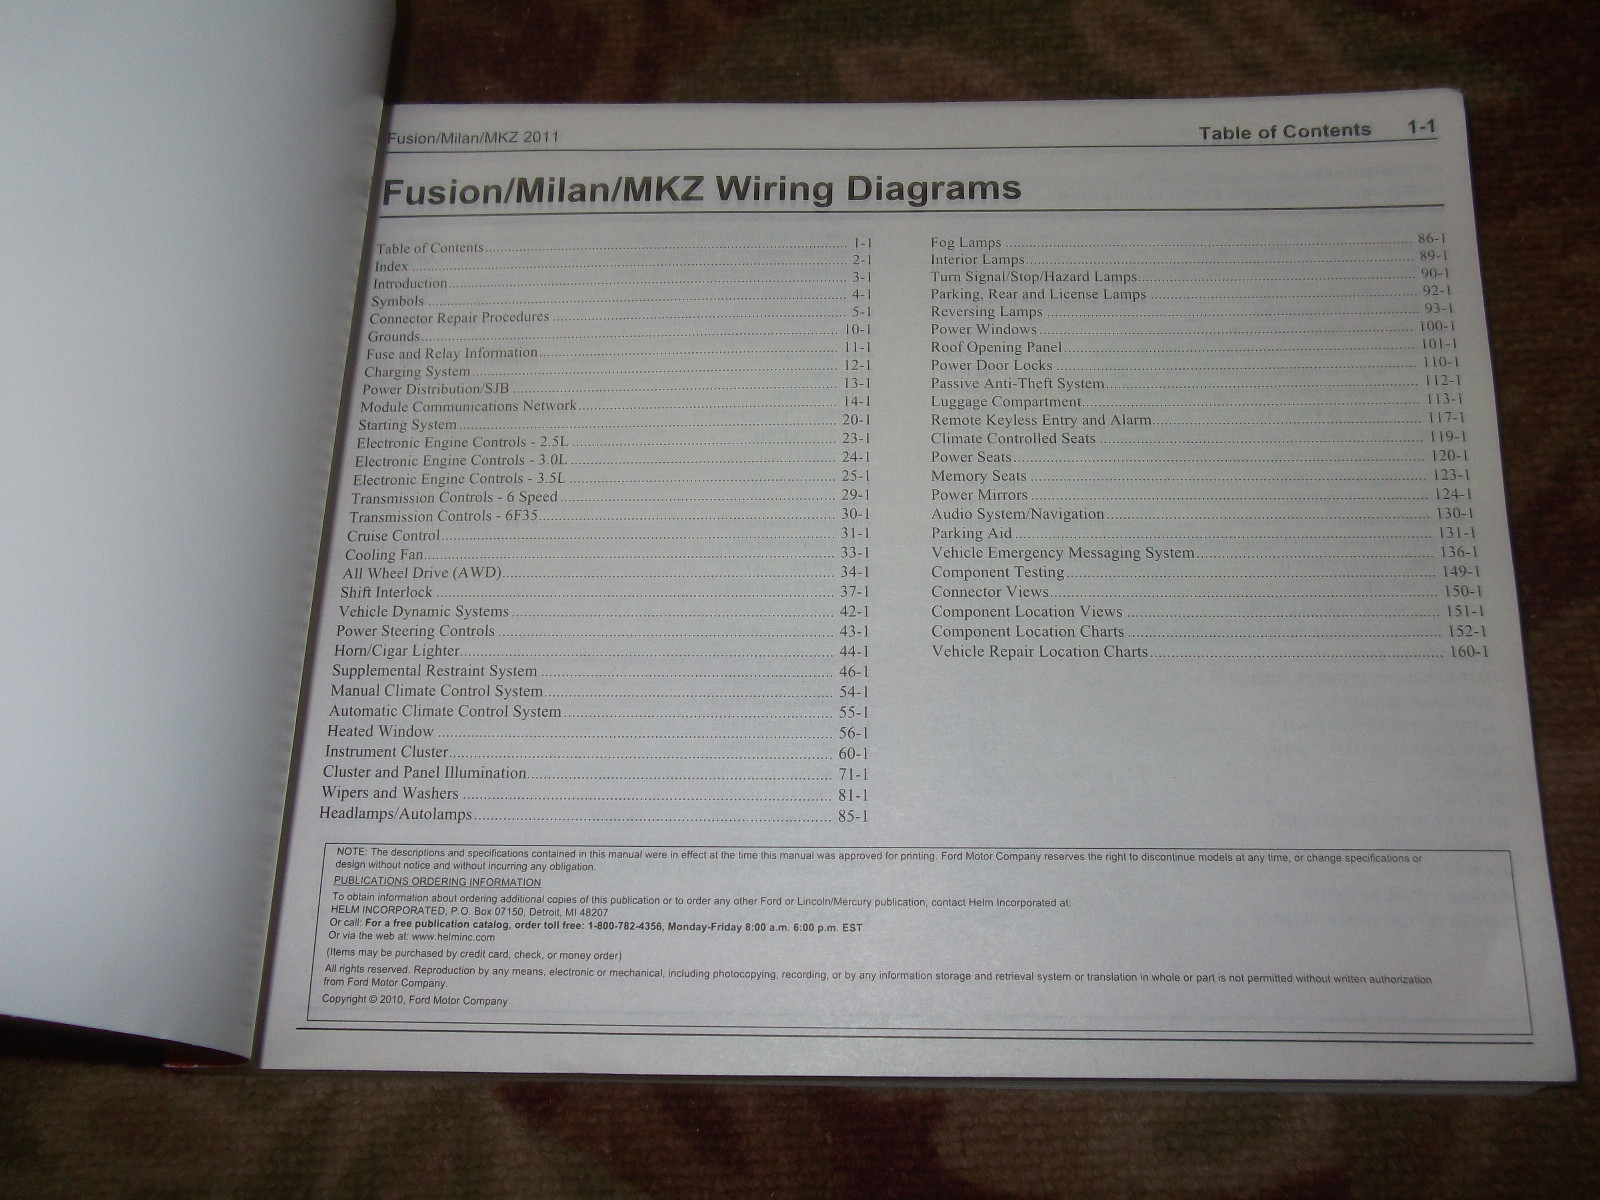 Fusion/Milan/MKZ 2011
Table of Contents 1-1
Fusion/Milan/MKZ Wiring Diagrams
Table of Contents 1-1
Index 2-1
Introduction 3-1
Symbols 4-1
Connector Repair Procedures 5-1
Grounds 10-1
Fuse and Relay Information 11-1
Charging System 12-1
Power Distribution/SJB 13-1
Module Communications Network 14-1
Starting System 20-1
Electronic Engine Controls - 2.5L 23-1
Electronic Engine Controls - 3.0L 24-1
Electronic Engine Controls - 3.5L 25-1
Transmission Controls - 6 Speed 29-1
Transmission Controls - 6F35 30-1
Cruise Control 31-1
Cooling Fan 33-1
All Wheel Drive (AWD) 34-1
Shift Interlock 37-1
Vehicle Dynamic Systems 42-1
Power Steering Controls 43-1
Horn/Cigar Lighter 44-1
Supplemental Restraint System 46-1
Manual Climate Control System 54-1
Automatic Climate Control System 55-1
Heated Window 56-1
Instrument Cluster 60-1
Cluster and Panel Illumination 71-1
Wipers and Washers 81-1
Headlamps/Autolamps 85-1
Fog Lamps 86-1
Interior Lamps 89-1
Turn Signal/Stop/Hazard Lamps 90-1
Parking, Rear and License Lamps 92-1
Reversing Lamps 93-1
Power Windows 100-1
Roof Opening Panel 101-1
Power Door Locks 110-1
Passive Anti-Theft System 112-1
Luggage Compartment 113-1
Remote Keyless Entry and Alarm 117-1
Climate Controlled Seats 119-1
Power Seats 120-1
Memory Seats 123-1
Power Mirrors 124-1
Audio System/Navigation 130-1
Parking Aid 131-1
Vehicle Emergency Messaging System 136-1
Component Testing 149-1
Connector Views 150-1
Component Location Views 151-1
Component Location Charts 152-1
Vehicle Repair Location Charts 160-1
NOTE: The descriptions and specifications contained in this manual were in effect at the time this manual was approved for printing. Ford Motor Company reserves the right to discontinue models at any time, or change specifications or
design without notice and without incurring any obligation.
PUBLICATIONS ORDERING INFORMATION
To obtain information about ordering additional copies of this publication or to order any other Ford or Lincoln/Mercury publication, contact Helm Incorporated at:
HELM INCORPORATED, P.O. Box 07150, Detroit, MI 48207
Or call: For a free publication catalog, order toll free: 1-800-782-4356, Monday-Friday 8:00 a.m. 6:00 p.m. EST
Or via the web at: www.helminc.com
(Items may be purchased by credit card, check, or money order)
All rights reserved. Reproduction by any means, electronic or mechanical, including photocopying, recording, or by any information storage and retrieval system or translation in whole or part is not permitted without written authorization
from Ford Motor Company.
Copyright © 2010, Ford Motor Company